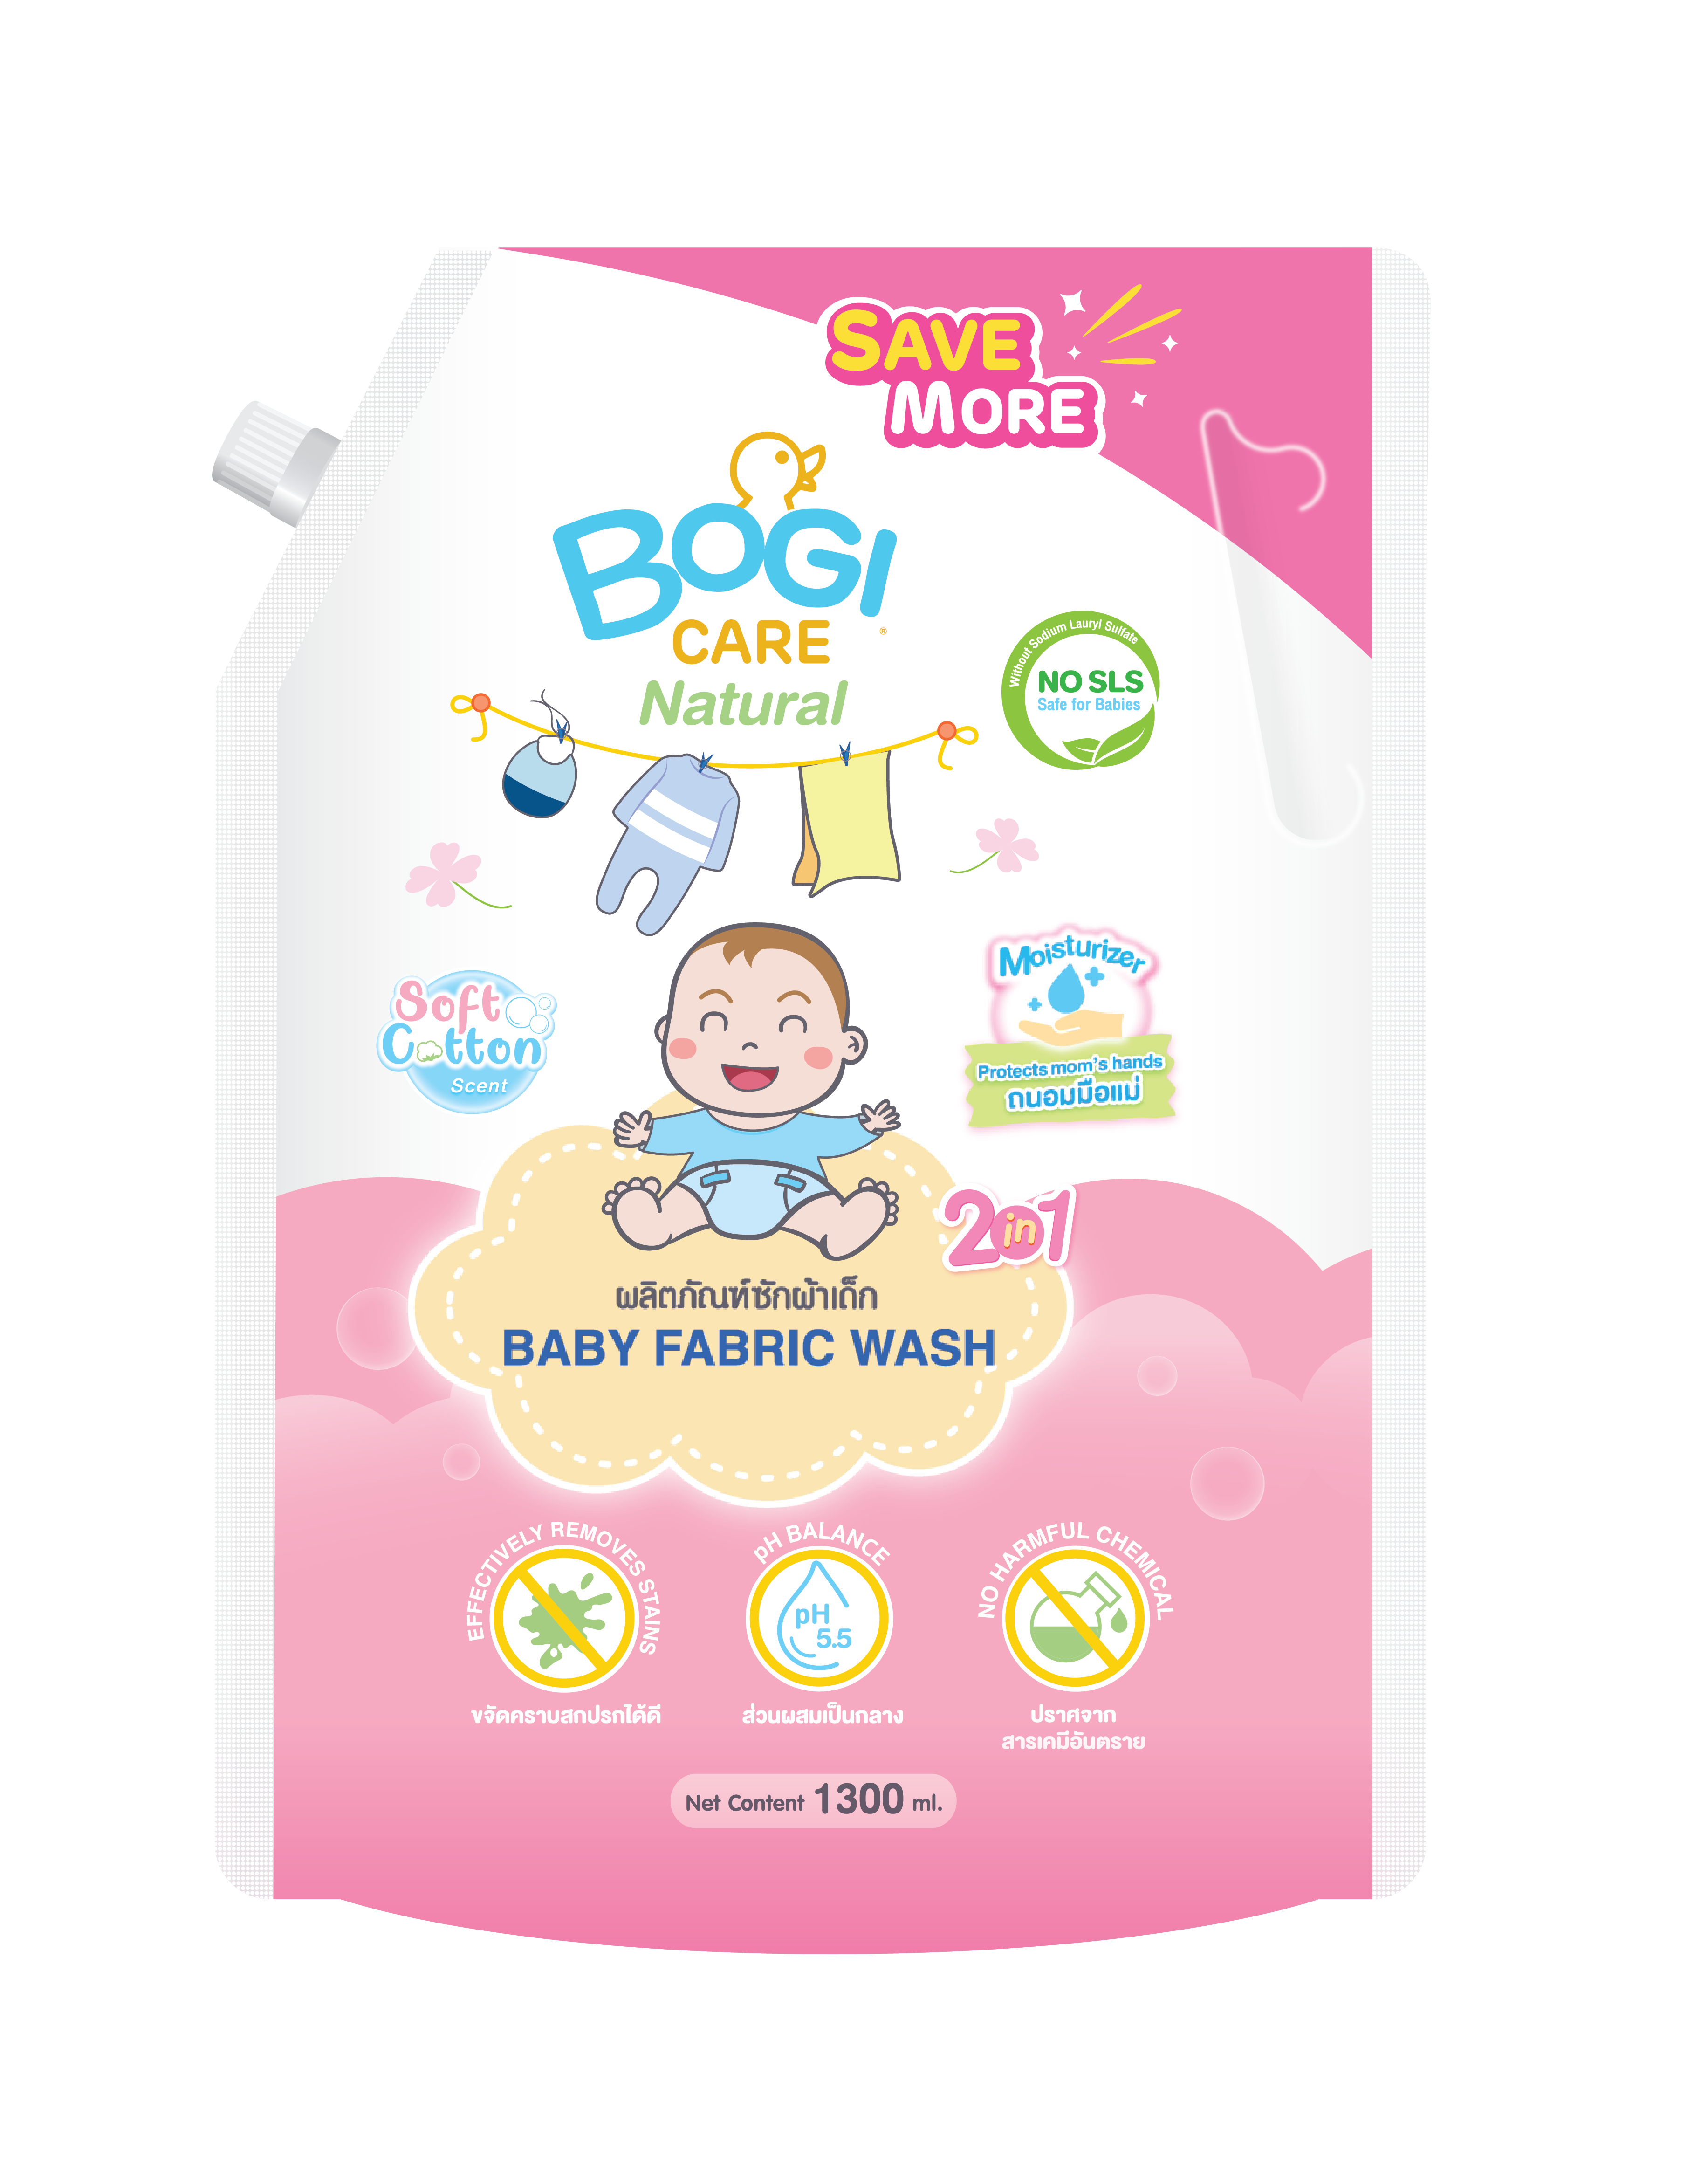 SAVE
MORE
BOGI
CARE
®
Natural
Without Sodium Lauryl Sulfate
NO SLS
Safe for Babies
Soft
Cotton
Scent
Moisturizer
Protects mom's hands
ถนอมมือแม่
2in1
ผลิตภัณฑ์ซักผ้าเด็ก
BABY FABRIC WASH
EFFECTIVELY REMOVES STAINS
ขจัดคราบสกปรกได้ดี
pH BALANCE
pH
5.5
ส่วนผสมเป็นกลาง
NO HARMFUL CHEMICAL
ปราศจาก
สารเคมีอันตราย
Net Content 1300 ml.